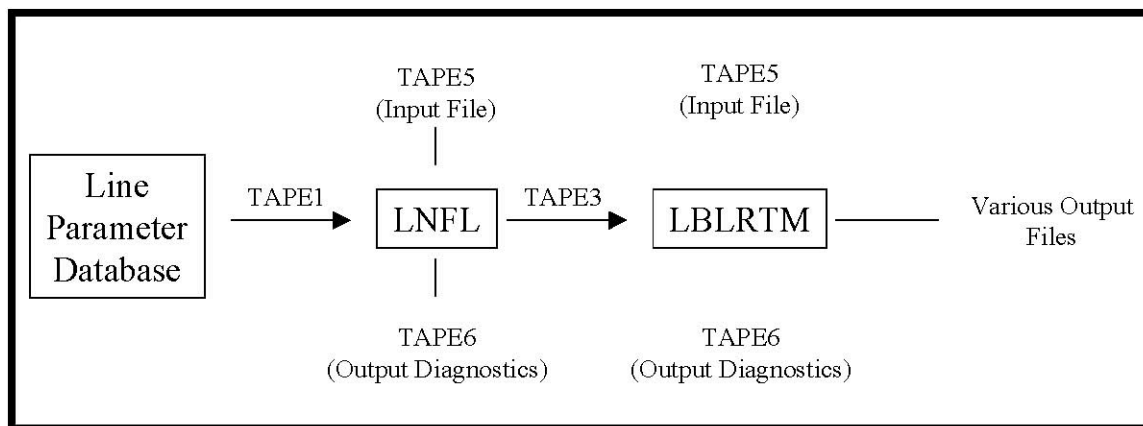 TAPE5
(Input File)
TAPE5
(Input File)
Line
Parameter
Database
TAPE1
LNFL
TAPE3
LBLRTM
Various Output
Files
TAPE6
(Output Diagnostics)
TAPE6
(Output Diagnostics)